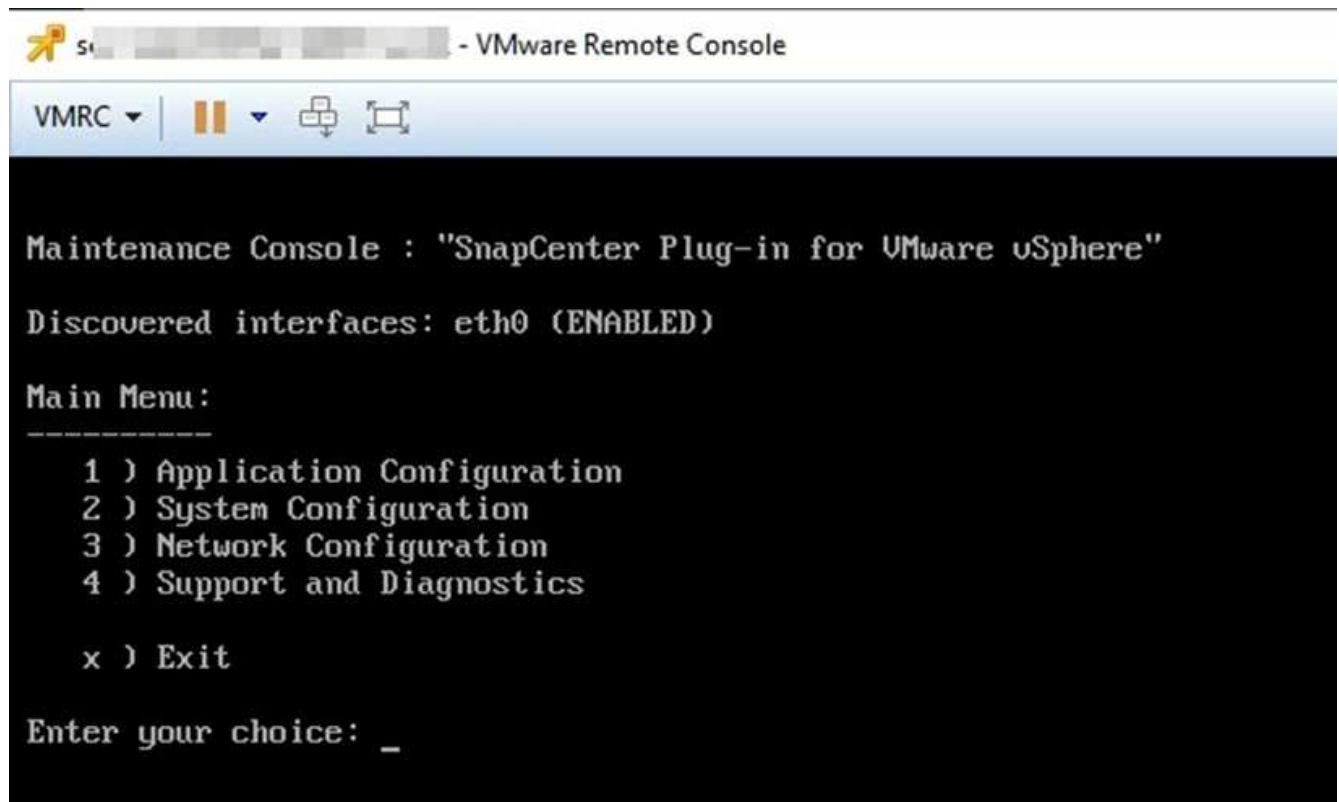 - VMware Remote Console
VMRC
Maintenance Console : "SnapCenter Plug-in for VMware vSphere"
Discovered interfaces: eth0 (ENABLED)
Main Menu:
----------
1 ) Application Configuration
2 ) System Configuration
3 ) Network Configuration
4 ) Support and Diagnostics
x ) Exit
Enter your choice: _